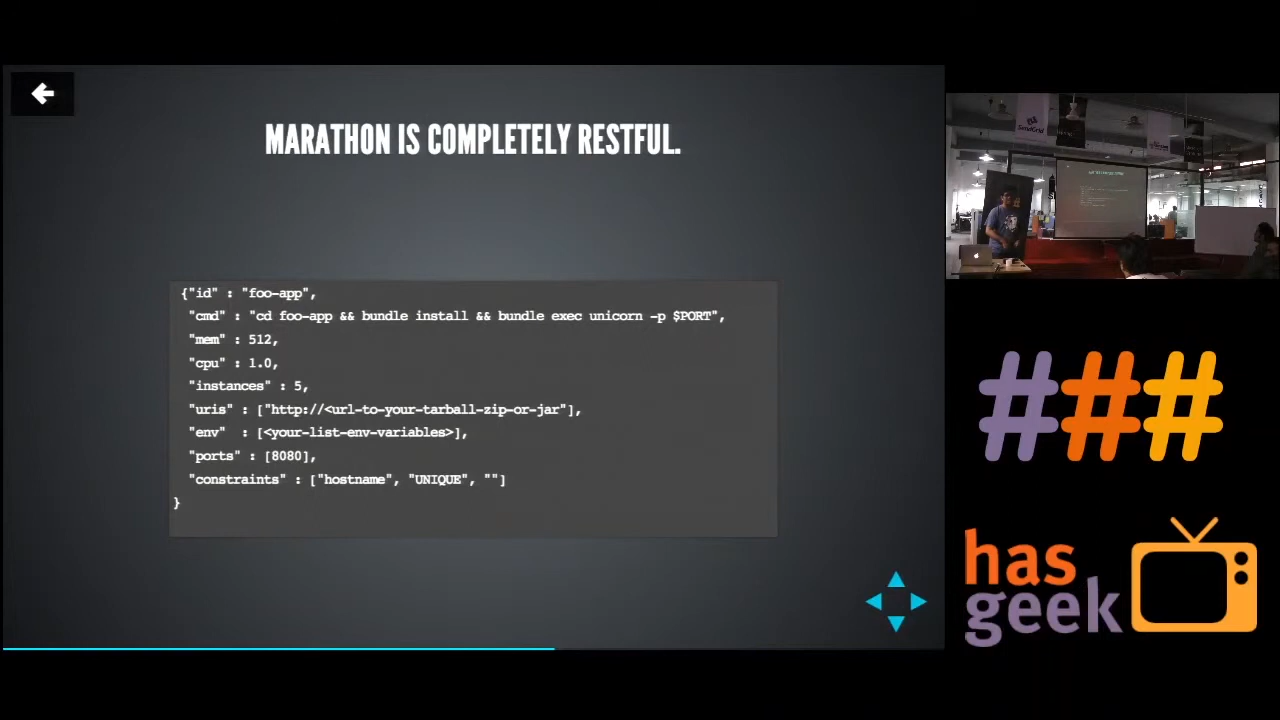 MARATHON IS COMPLETELY RESTFUL.
{"id" : "foo-app",
"cmd" : "cd foo-app && bundle install && bundle exec unicorn -p $PORT",
"mem" : 512,
"cpu" : 1.0,
"instances" : 5,
"uris" : ["http://<url-to-your-tarball-zip-or-jar"],
"env" : [<your-list-env-variables>],
"ports" : [8080],
"constraints" : ["hostname", "UNIQUE", ""]
}
###
has
geek